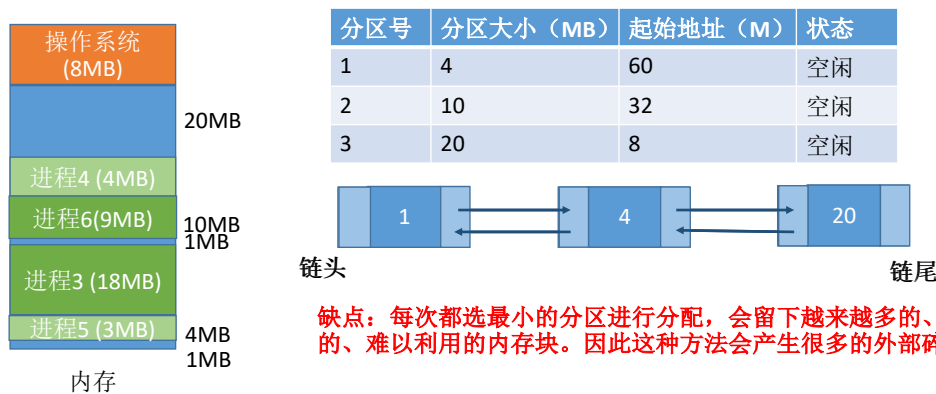 操作系统
(8MB)
20MB
进程4 (4MB)
进程6(9MB)
10MB
1MB
进程3 (18MB)
进程5 (3MB)
4MB
1MB
内存
分区号 分区大小（MB） 起始地址（M） 状态
1 4 60 空闲
2 10 32 空闲
3 20 8 空闲
1 4 20
链头 链尾
缺点：每次都选最小的分区进行分配，会留下越来越多的、
的、难以利用的内存块。因此这种方法会产生很多的外部碎